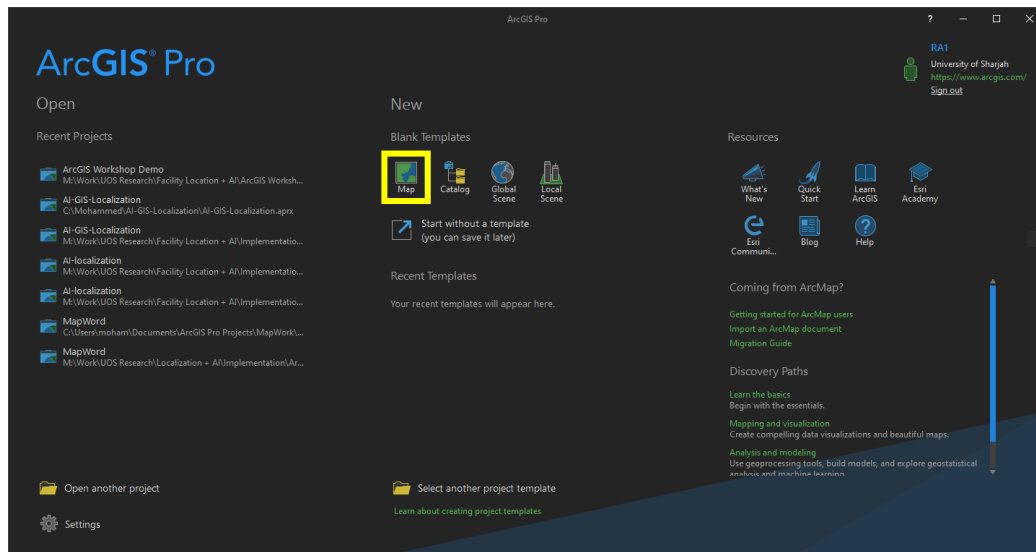 ArcGIS Pro
?
ArcGIS® Pro
RA1
University of Sharjah
https://www.arcgis.com/
Sign out
Open
Recent Projects
ArcGIS Workshop Demo
M:\Work\UOS Research\Facility Location + AI\ArcGIS Worksh...
AI-GIS-Localization
C:\Mohammed\AI-GIS-Localization\AI-GIS-Localization.aprx
AI-GIS-Localization
M:\Work\UOS Research\Facility Location + AI\Implementatio...
AI-localization
M:\Work\UOS Research\Facility Location + AI\Implementatio...
AI-localization
M:\Work\UOS Research\Facility Location + AI\Implementatio...
MapWord
C:\Users\moham\Documents\ArcGIS Pro Projects\MapWork\...
MapWord
M:\Work\UOS Research\Localization + AI\Implementation\Ar...
Open another project
Settings
New
Blank Templates
Map
Catalog
Global
Scene
Local
Scene
Start without a template
(you can save it later)
Recent Templates
Your recent templates will appear here.
Select another project template
Learn about creating project templates
Resources
What's
New
Quick
Start
Learn
ArcGIS
Esri
Academy
Esri
Communi...
Blog
Help
Coming from ArcMap?
Getting started for ArcMap users
Import an ArcMap document
Migration Guide
Discovery Paths
Learn the basics
Begin with the essentials.
Mapping and visualization
Create compelling data visualizations and beautiful maps.
Analysis and modeling
Use geoprocessing tools, build models, and explore geostatistical
analysis and machine learning